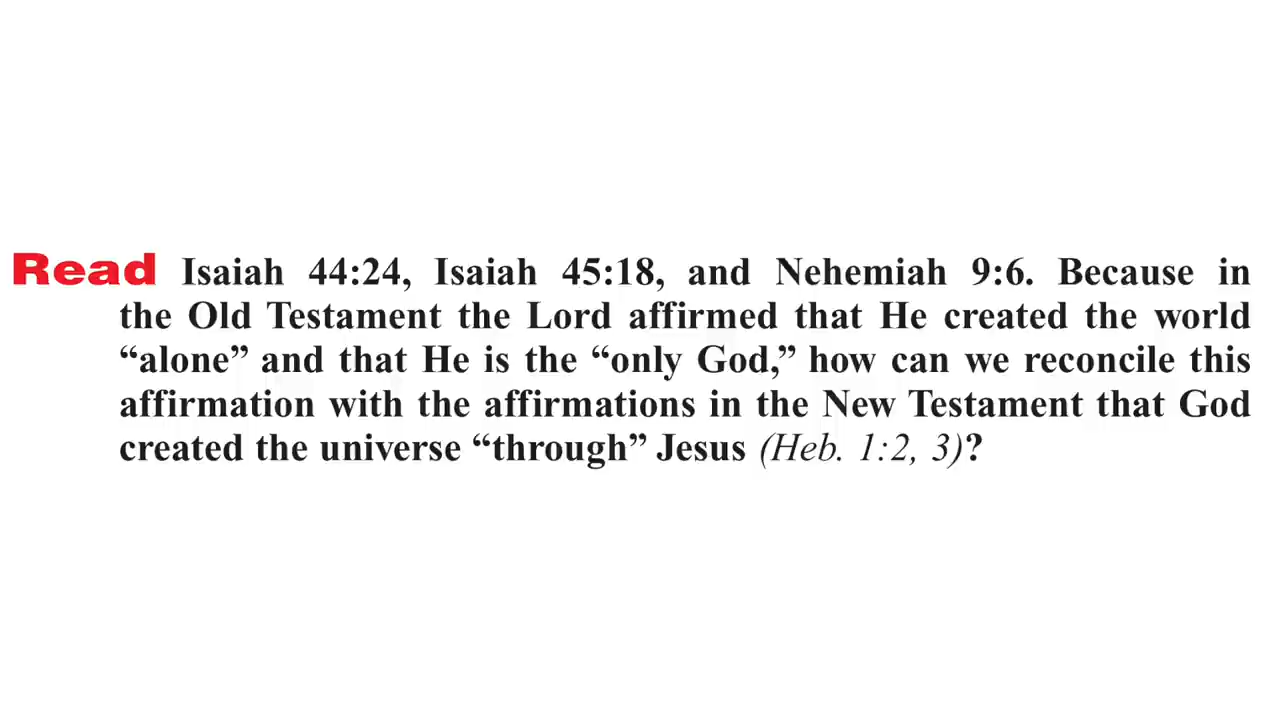 Read Isaiah 44:24, Isaiah 45:18, and Nehemiah 9:6. Because in
the Old Testament the Lord affirmed that He created the world
“alone” and that He is the “only God,” how can we reconcile this
affirmation with the affirmations in the New Testament that God
created the universe “through” Jesus (Heb. 1:2, 3)?